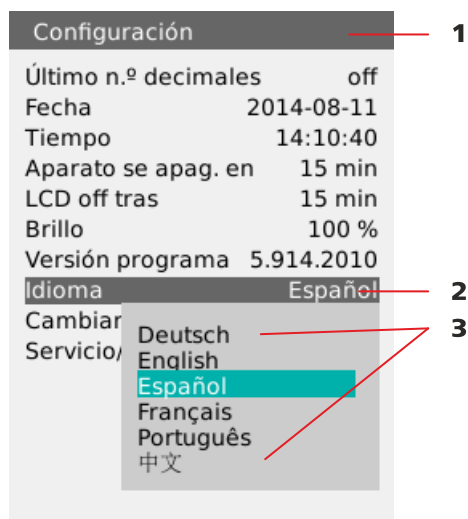 Configuración 1
Último n.º decimales off
Fecha 2014-08-11
Tiempo 14:10:40
Aparato se apag. en 15 min
LCD off tras 15 min
Brillo 100 %
Versión programa 5.914.2010
Idioma Español 2
Cambiar 3
Servicio/
Deutsch
English
Español
Français
Português
中文